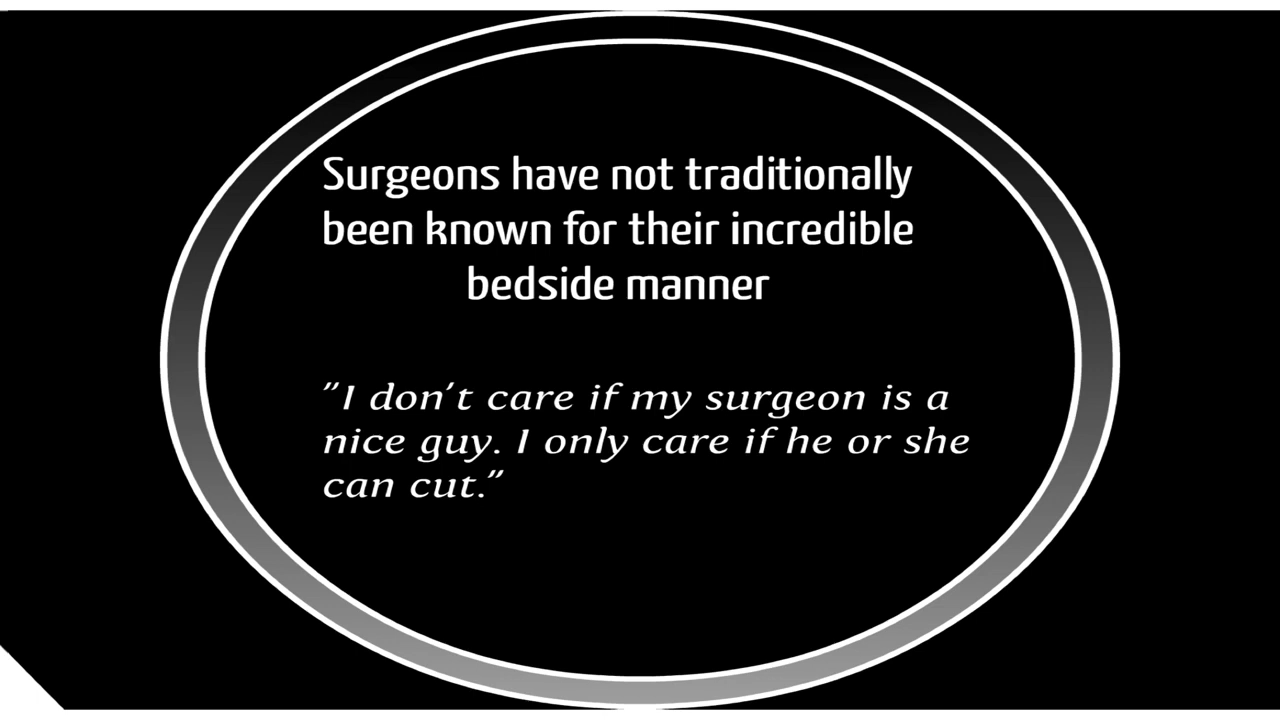 Surgeons have not traditionally
been known for their incredible
bedside manner
"I don't care if my surgeon is a
nice guy. I only care if he or she
can cut."